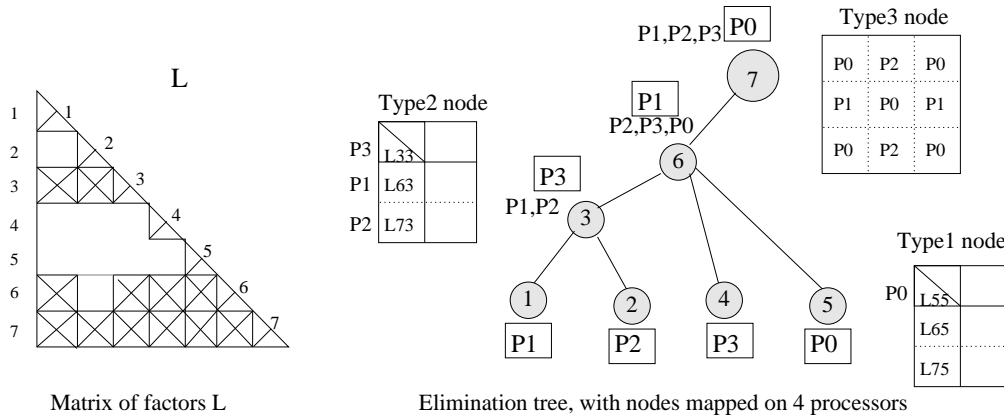 L
1
2
3
4
5
6
7
1
2
3
4
5
6
7
Matrix of factors L
Type2 node
P3
L33
P1
L63
P2
L73
P1,P2,P3
P0
7
P1
P2,P3,P0
6
P3
P1,P2
3
1
2
4
5
P1
P2
P3
P0
Elimination tree, with nodes mapped on 4 processors
Type3 node
P0 P2 P0
P1 P0 P1
P0 P2 P0
Type1 node
P0
L55
L65
L75